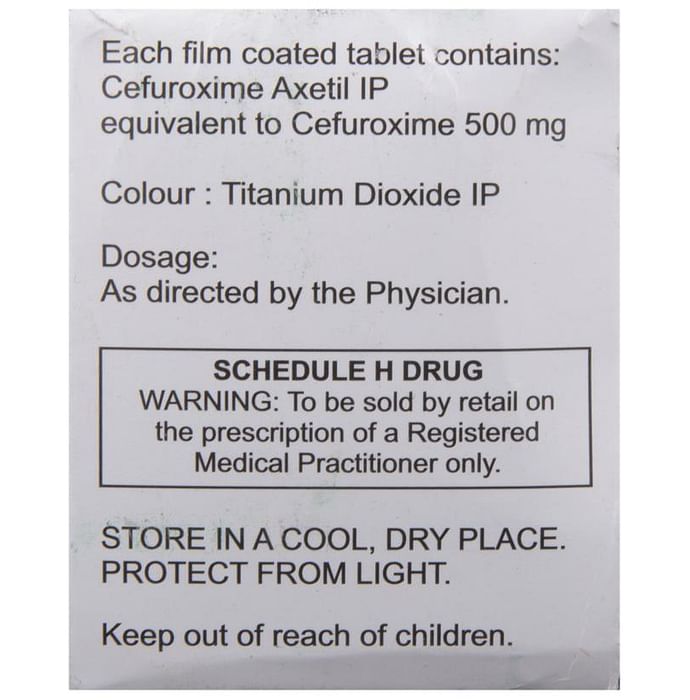 Each film coated tablet contains:
Cefuroxime Axetil IP
equivalent to Cefuroxime 500 mg
Colour : Titanium Dioxide IP
Dosage:
As directed by the Physician.
SCHEDULE H DRUG
WARNING: To be sold by retail on
the prescription of a Registered
Medical Practitioner only.
STORE IN A COOL, DRY PLACE.
PROTECT FROM LIGHT.
Keep out of reach of children.